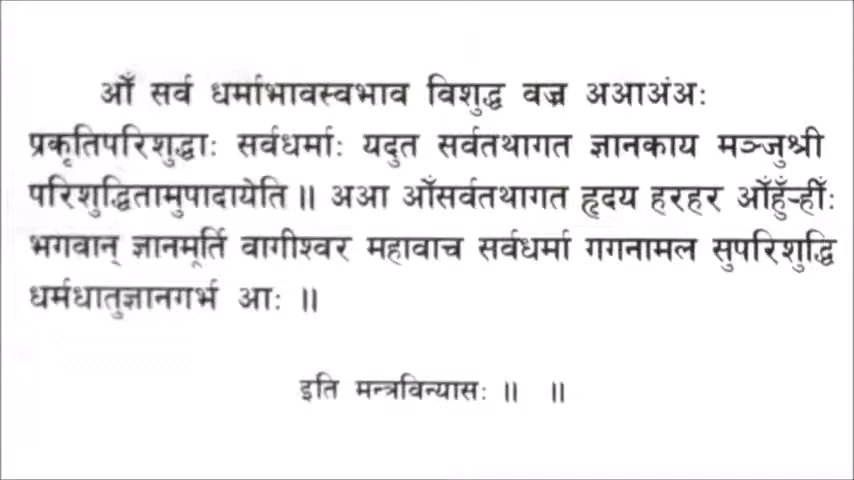 ओँ सर्व धर्माभावस्वभाव विशुद्ध वज्र अआअंअः
प्रकृतिपरिशुद्धाः सर्वधर्माः यदुत सर्वतथागत ज्ञानकाय मञ्जुश्री
परिशुद्धितामुपादायेति ॥ अआ ओँसर्वतथागत हृदय हरहर ओँहुँ-हीँः
भगवान् ज्ञानमूर्ति वागीश्वर महावाच सर्वधर्मा गगनामल सुपरिशुद्धि
धर्मधातुज्ञानगर्भ आः ॥
इति मन्त्रविन्यासः ॥ ॥